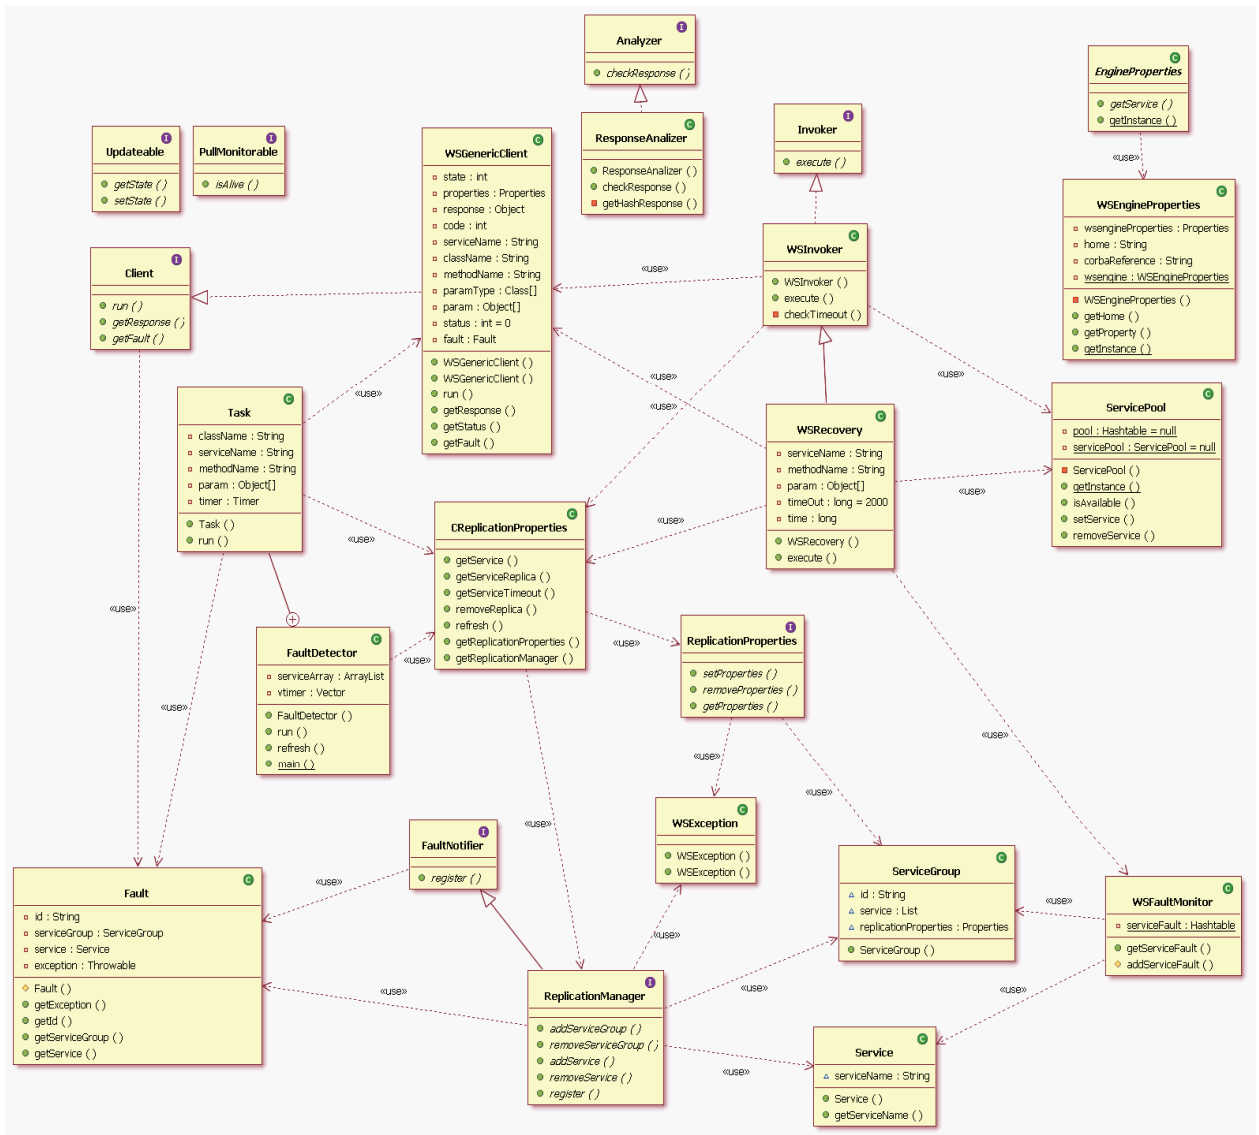 I
Analyzer
checkResponse ( )
C
EngineProperties
getService ( )
getInstance ( )
I
Updateable
getState ( )
setState ( )
I
PullMonitorable
isAlive ( )
C
WSGenericClient
state : int
properties : Properties
response : Object
code : int
serviceName : String
className : String
methodName : String
paramType : Class[]
param : Object[]
status : int = 0
fault : Fault
WSGenericClient ( )
WSGenericClient ( )
run ( )
getResponse ( )
getStatus ( )
getFault ( )
C
ResponseAnalizer
ResponseAnalizer ( )
checkResponse ( )
getHashResponse ( )
I
Invoker
execute ( )
«use»
C
WSEngineProperties
wsengineProperties : Properties
home : String
corbaReference : String
wsengine : WSEngineProperties
WSEngineProperties ( )
getHome ( )
getProperty ( )
getInstance ( )
I
Client
run ( )
getResponse ( )
getFault ( )
C
WSInvoker
WSInvoker ( )
execute ( )
checkTimeout ( )
«use»
«use»
«use»
«use»
«use»
C
Task
className : String
serviceName : String
methodName : String
param : Object[]
timer : Timer
Task ( )
run ( )
C
WSRecovery
serviceName : String
methodName : String
param : Object[]
timeOut : long = 2000
time : long
WSRecovery ( )
execute ( )
C
ServicePool
pool : Hashtable = null
servicePool : ServicePool = null
ServicePool ( )
getInstance ( )
isAvailable ( )
setService ( )
removeService ( )
«use»
«use»
«use»
C
CReplicationProperties
getService ( )
getServiceReplica ( )
getServiceTimeout ( )
removeReplica ( )
refresh ( )
getReplicationProperties ( )
getReplicationManager ( )
«use»
«use»
«use»
«use»
«use»
C
FaultDetector
serviceArray : ArrayList
vtimer : Vector
FaultDetector ( )
run ( )
refresh ( )
main ( )
I
ReplicationProperties
setProperties ( )
removeProperties ( )
getProperties ( )
«use»
«use»
«use»
«use»
C
WSException
WSException ( )
WSException ( )
I
FaultNotifier
register ( )
«use»
«use»
C
Fault
id : String
serviceGroup : ServiceGroup
service : Service
exception : Throwable
Fault ( )
getException ( )
getId ( )
getServiceGroup ( )
getService ( )
C
ServiceGroup
id : String
service : List
replicationProperties : Properties
ServiceGroup ( )
«use»
C
WSFaultMonitor
serviceFault : Hashtable
getServiceFault ( )
addServiceFault ( )
«use»
«use»
«use»
«use»
I
ReplicationManager
addServiceGroup ( )
removeServiceGroup ( )
addService ( )
removeService ( )
register ( )
C
Service
serviceName : String
Service ( )
getServiceName ( )